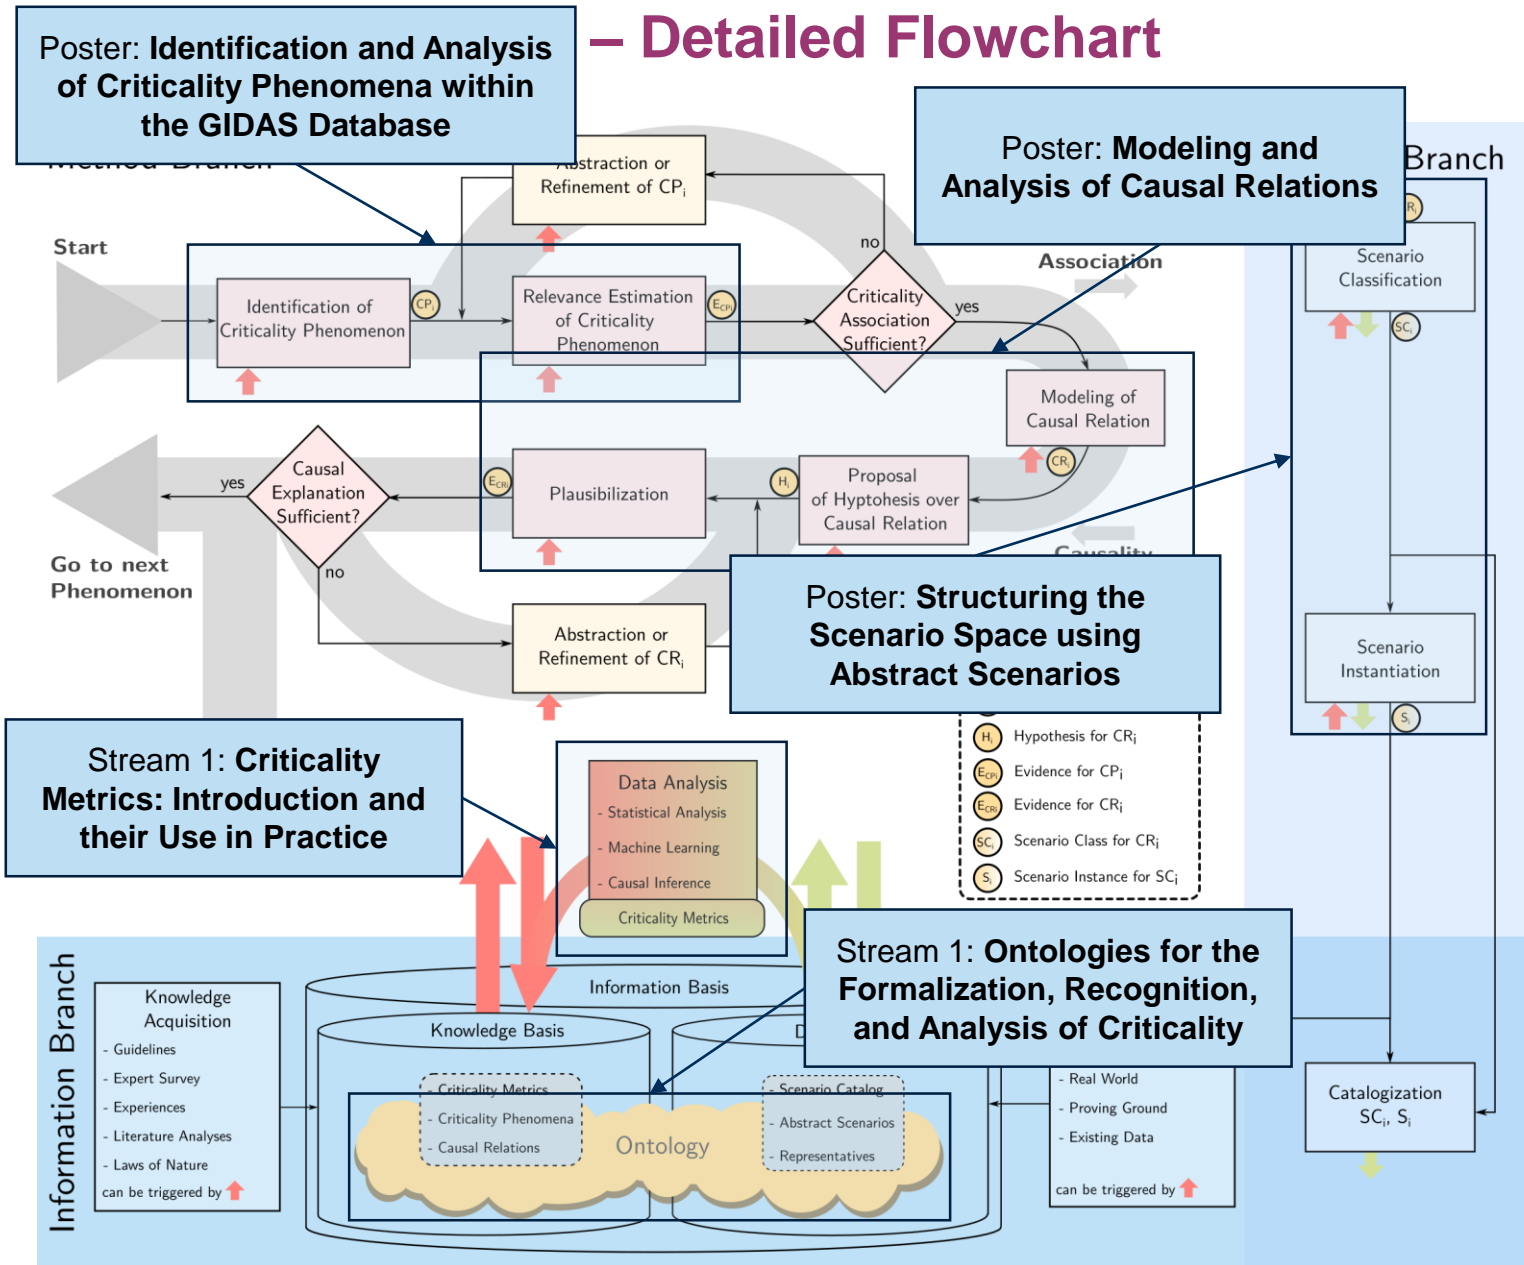 – Detailed Flowchart
Poster: Identification and Analysis
of Criticality Phenomena within
the GIDAS Database
Poster: Modeling and
Analysis of Causal Relations
Branch
Abstraction or
Refinement of CPi
Start
no
Association
Identification of
Criticality Phenomenon
CPi
Relevance Estimation
of Criticality
Phenomenon
ECPi
Criticality
Association
Sufficient?
yes
Scenario
Classification
SCi
Modeling of
Causal Relation
CRi
Causal
Explanation
Sufficient?
yes
no
ECRi
Plausibilization
Hi
Proposal
of Hyptohesis over
Causal Relation
Causality
Go to next
Phenomenon
Poster: Structuring the
Scenario Space using
Abstract Scenarios
Abstraction or
Refinement of CRi
Scenario
Instantiation
Si
Stream 1: Criticality
Metrics: Introduction and
their Use in Practice
Data Analysis
- Statistical Analysis
- Machine Learning
- Causal Inference
Criticality Metrics
Hi Hypothesis for CRi
ECPi Evidence for CPi
ECRi Evidence for CRi
SCi Scenario Class for CRi
Si Scenario Instance for SCi
Stream 1: Ontologies for the
Formalization, Recognition,
and Analysis of Criticality
Information Branch
Knowledge
Acquisition
- Guidelines
- Expert Survey
- Experiences
- Literature Analyses
- Laws of Nature
can be triggered by
Information Basis
Knowledge Basis
- Criticality Metrics
- Criticality Phenomena
- Causal Relations
Ontology
- Scenario Catalog
- Abstract Scenarios
- Representatives
- Real World
- Proving Ground
- Existing Data
can be triggered by
Catalogization
SCi, Si